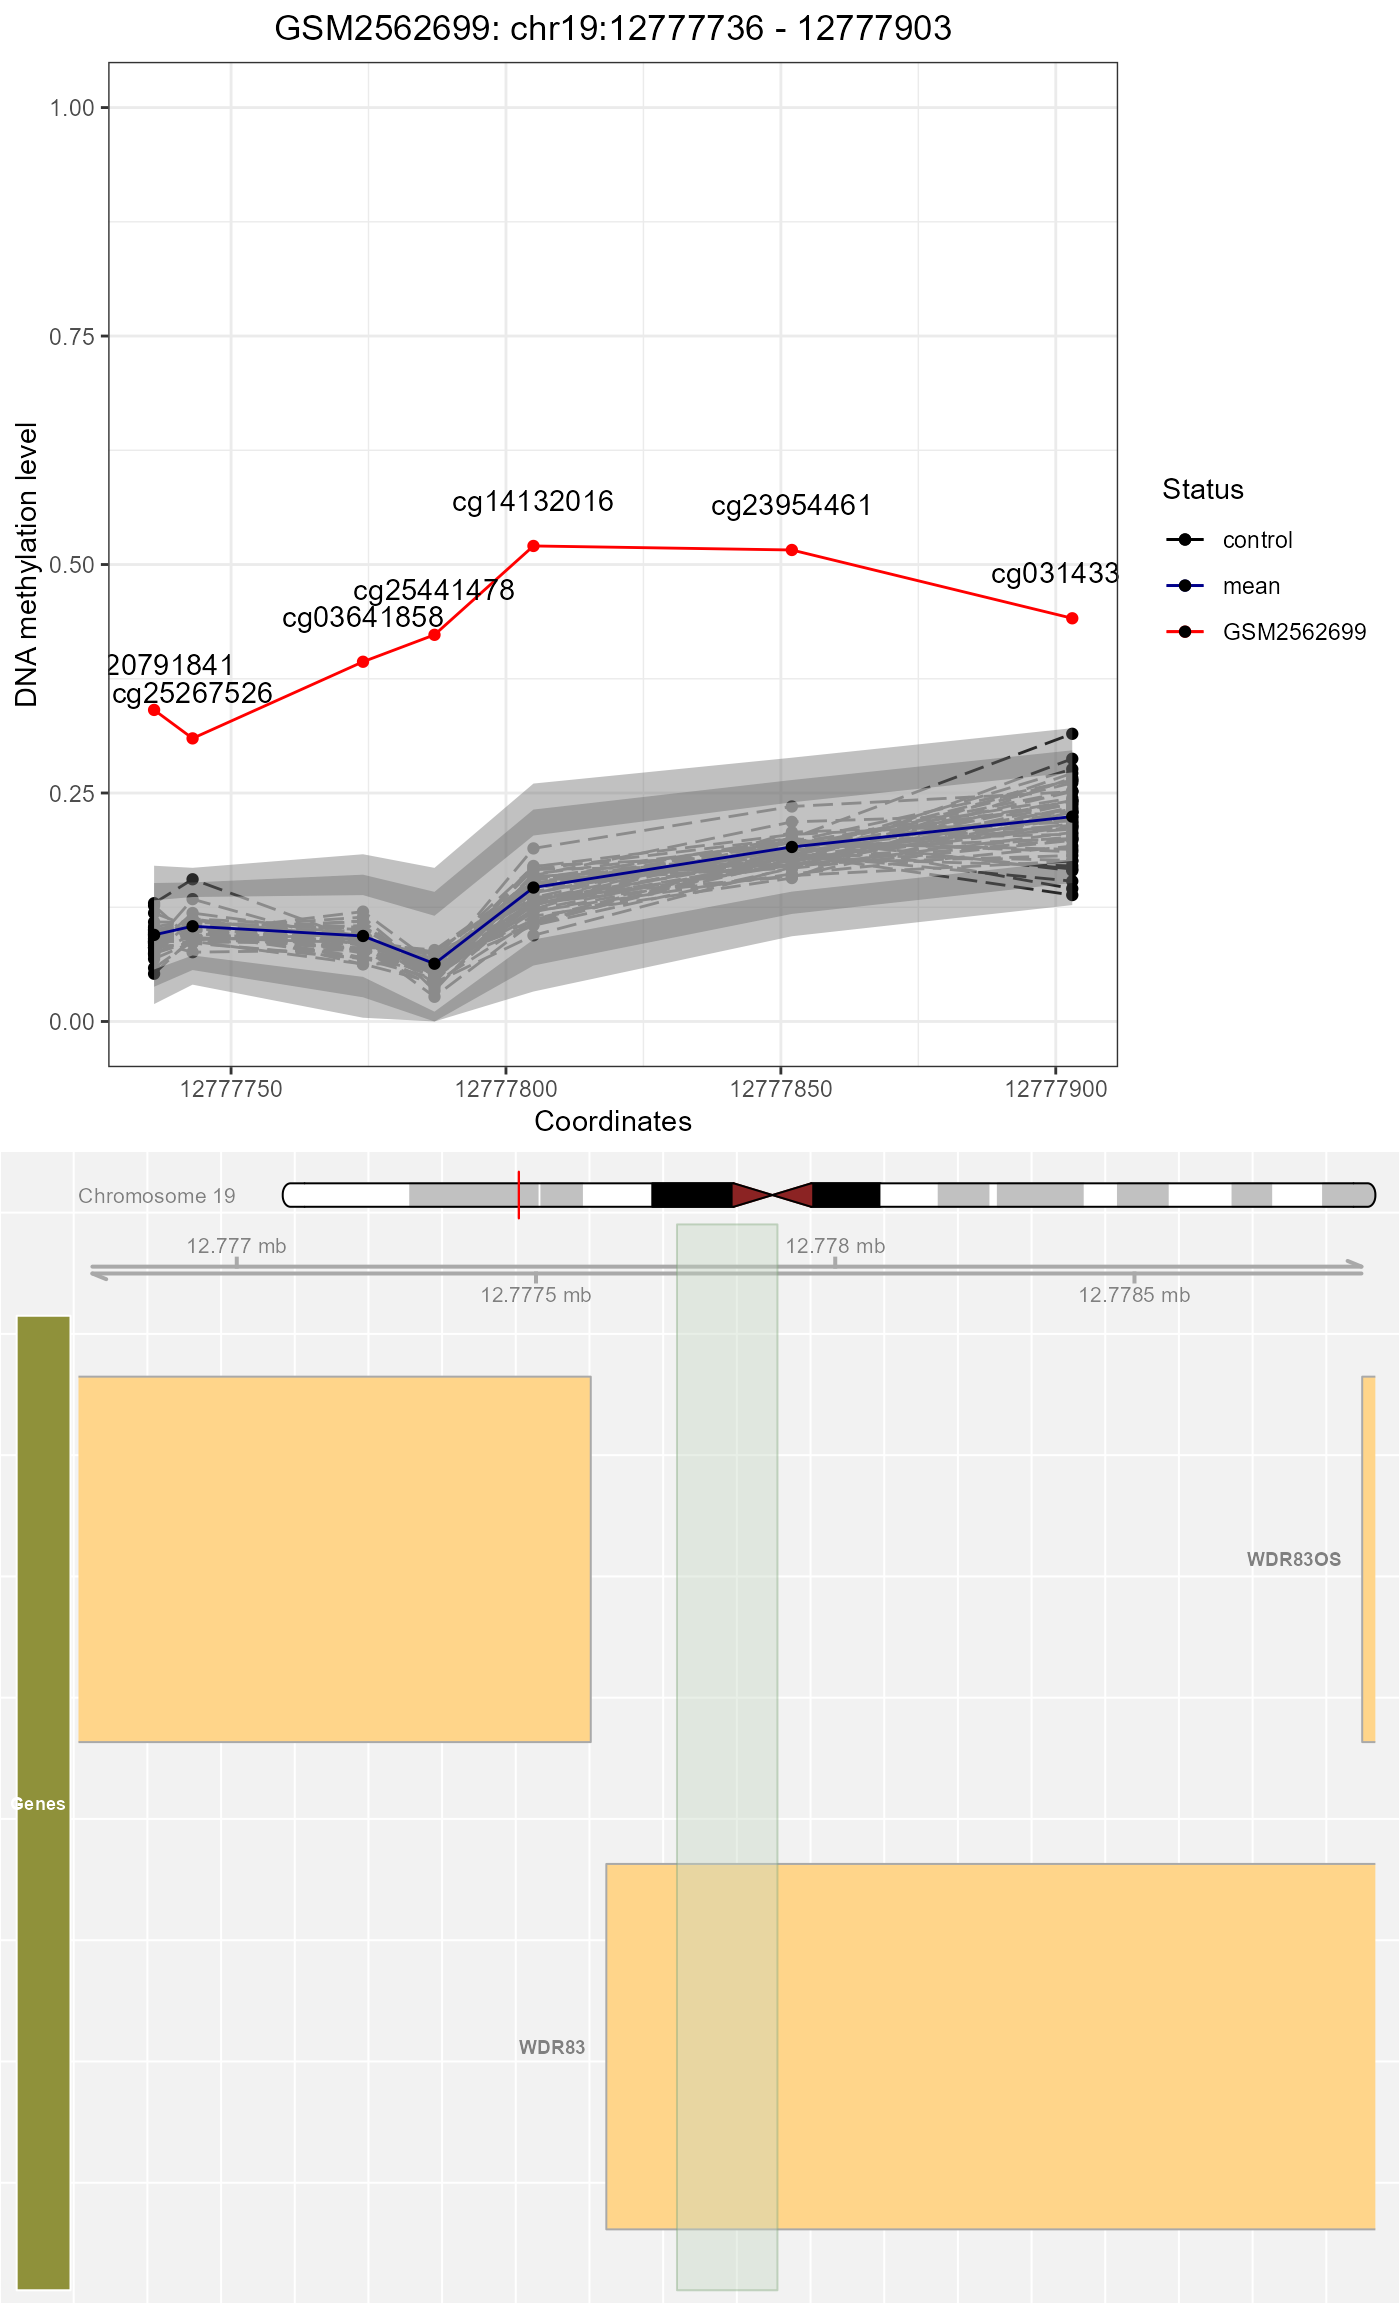 GSM2562699: chr19:12777736 - 12777903
1.00
0.75
0.50
0.25
0.00
DNA methylation level
cg14132016
cg23954461
cg25441478
cg03641858
cg031433
20791841
cg25267526
12777750
12777800
12777850
12777900
Coordinates
Status
control
mean
GSM2562699
Chromosome 19
12.777 mb
12.778 mb
12.7775 mb
12.7785 mb
WDR83OS
Genes
WDR83